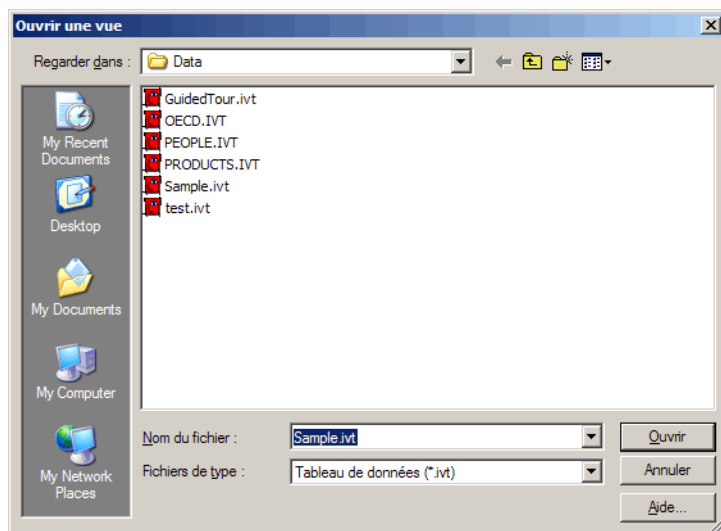 Ouvrir une vue
Regarder dans :
Data
My Recent
Documents
Desktop
My Documents
My Computer
My Network
Places
GuidedTour.ivt
OECD.IVT
PEOPLE.IVT
PRODUCTS.IVT
Sample.ivt
test.ivt
Nom du fichier :
Sample.ivt
Ouvrir
Fichiers de type :
Tableau de données (*.ivt)
Annuler
Aide...